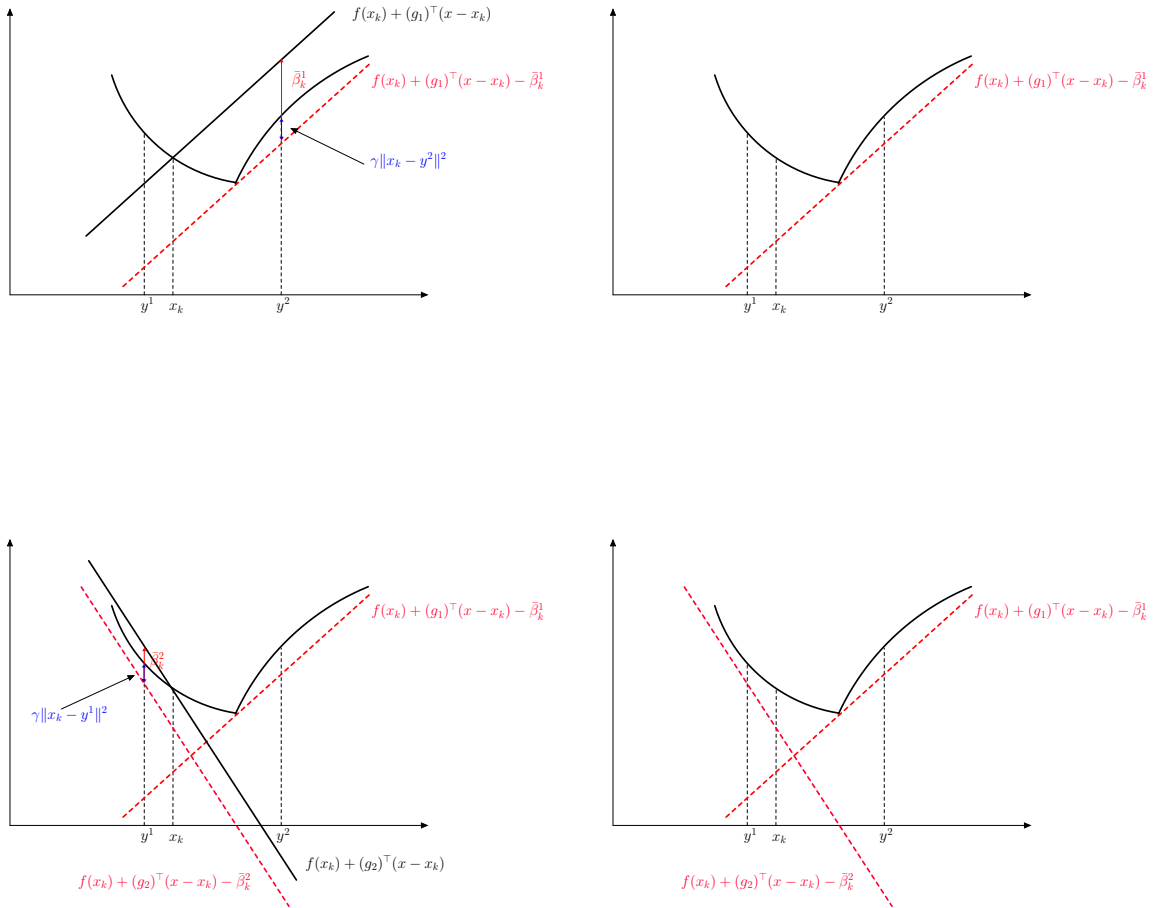 f(x_k) + (g_1)^⊤(x − x_k)
β̄_k^1
f(x_k) + (g_1)^⊤(x − x_k) − β̄_k^1
γ‖x_k − y^2‖^2
y^1 x_k y^2
f(x_k) + (g_1)^⊤(x − x_k) − β̄_k^1
y^1 x_k y^2
f(x_k) + (g_1)^⊤(x − x_k) − β̄_k^1
β̄_k^2
γ‖x_k − y^1‖^2
y^1 x_k y^2
f(x_k) + (g_2)^⊤(x − x_k)
f(x_k) + (g_2)^⊤(x − x_k) − β̄_k^2
f(x_k) + (g_1)^⊤(x − x_k) − β̄_k^1
y^1 x_k y^2
f(x_k) + (g_2)^⊤(x − x_k) − β̄_k^2